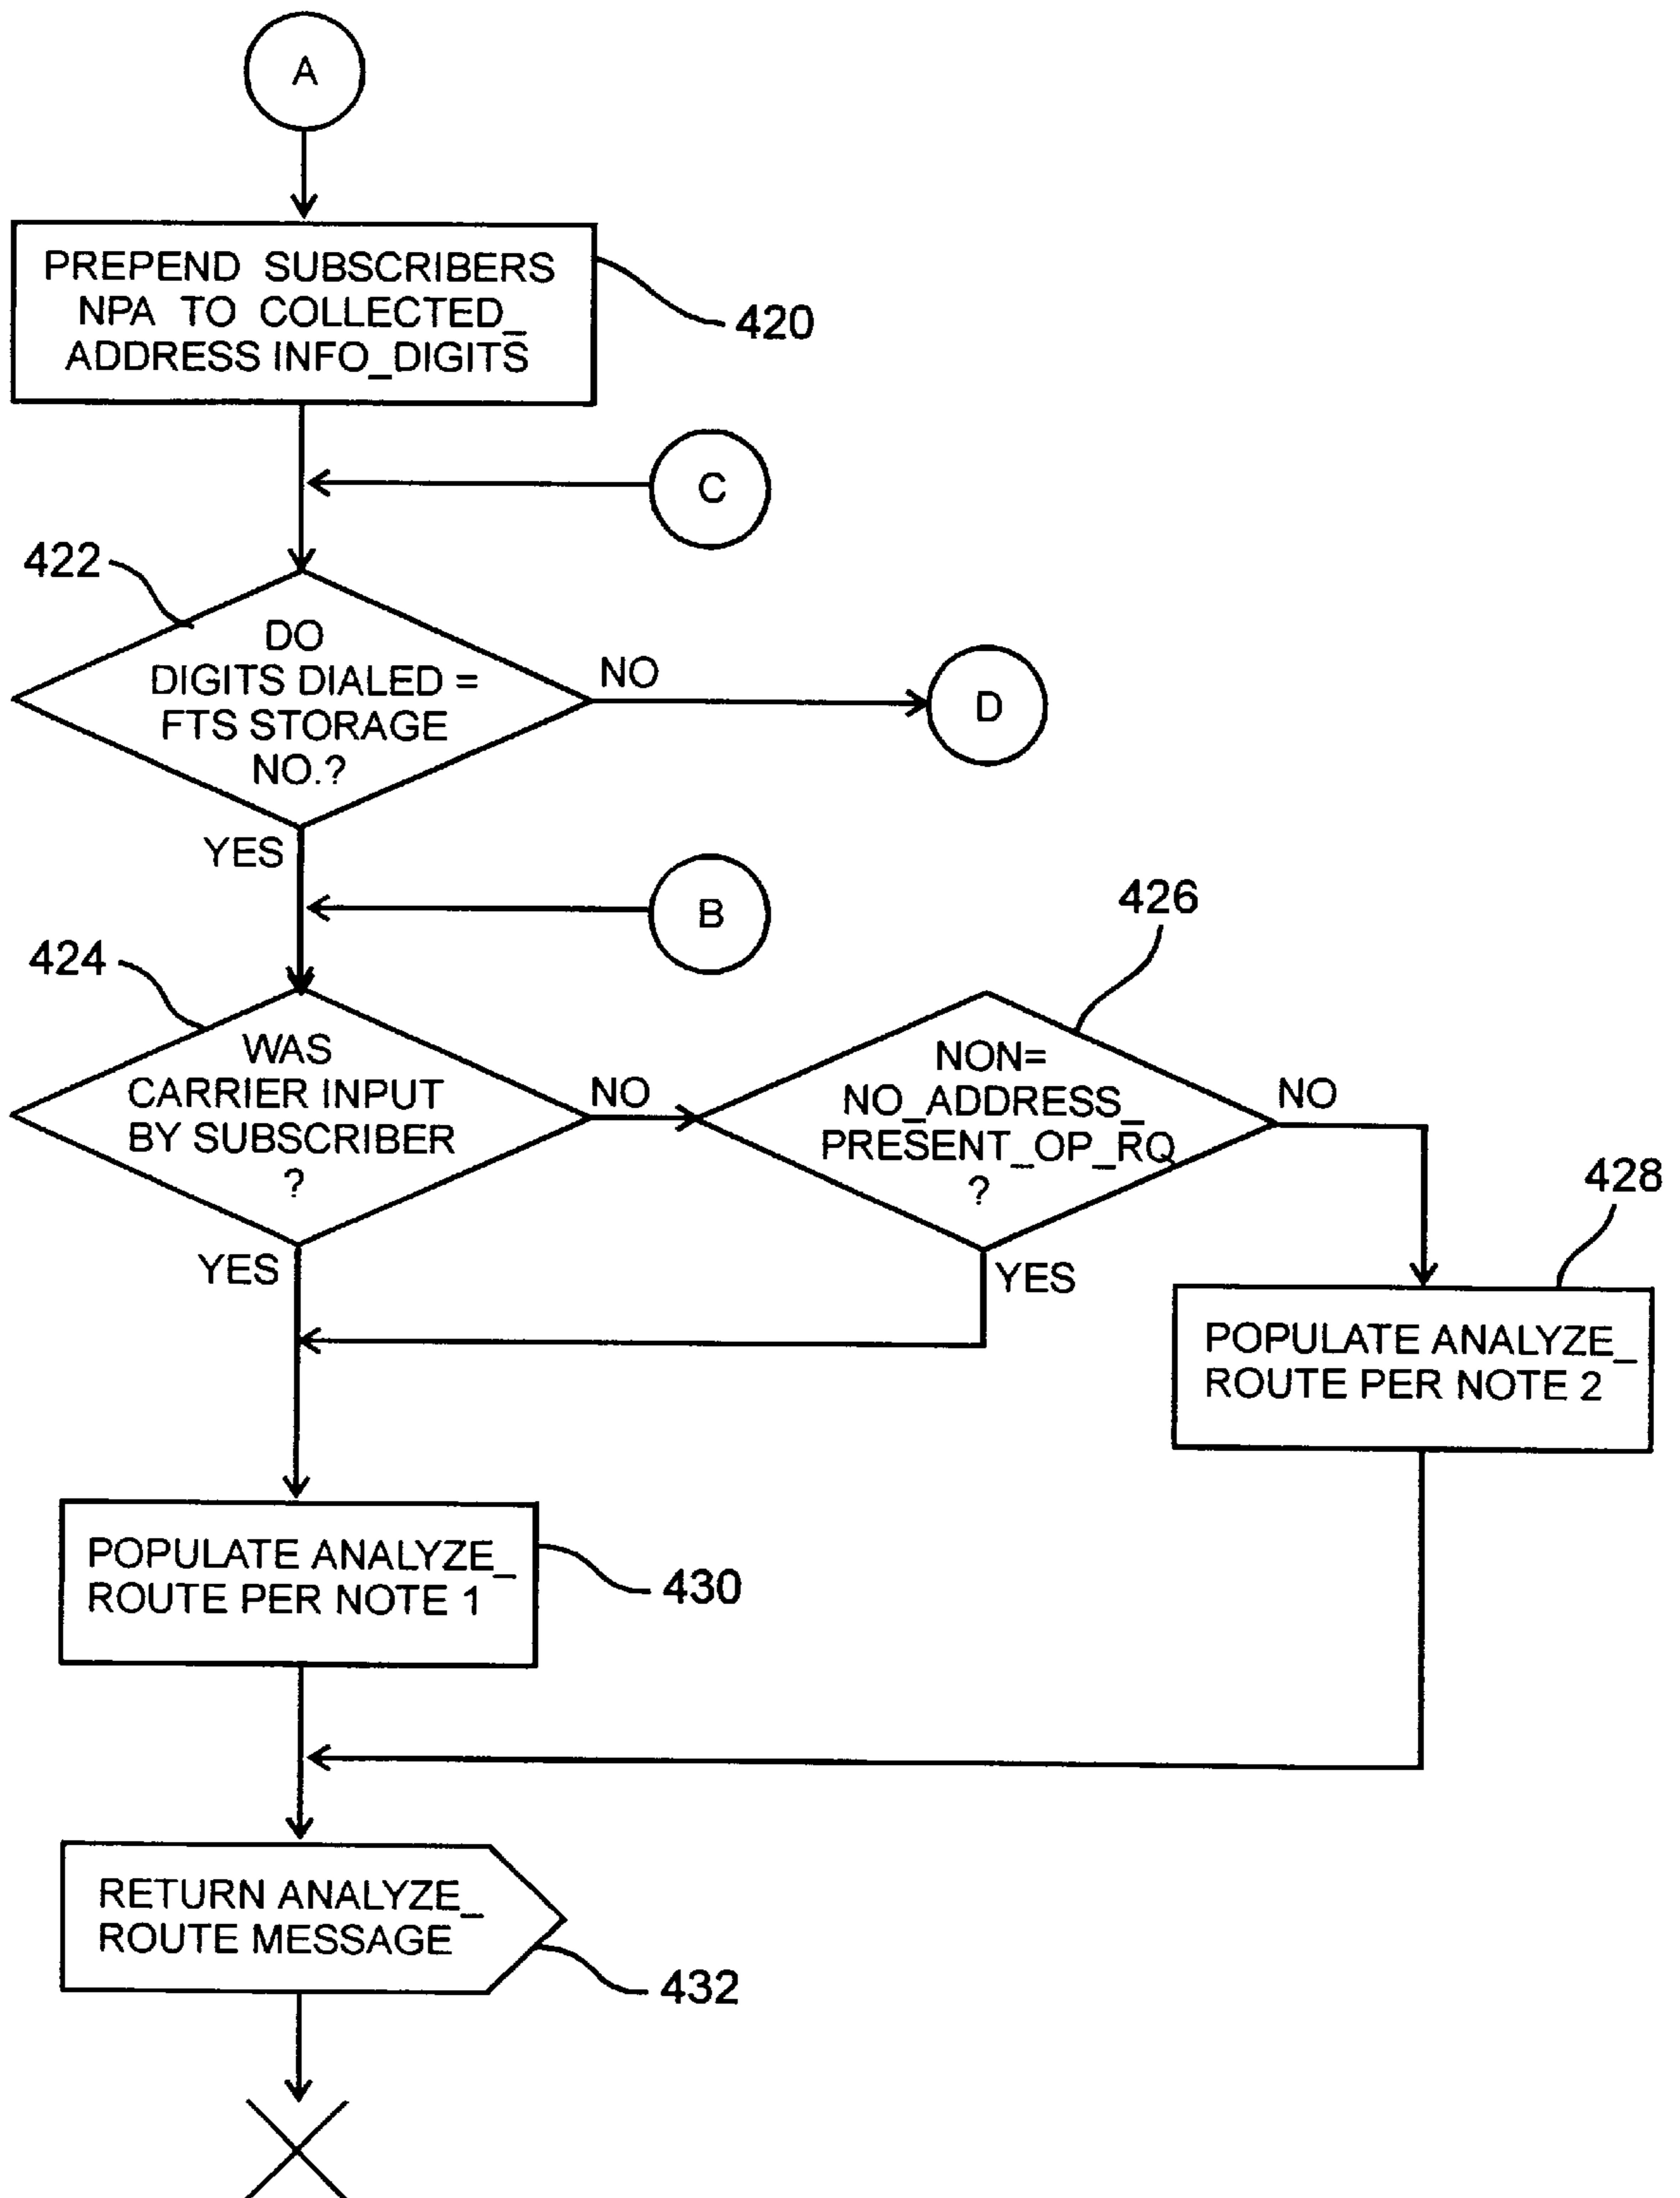 A
PREPEND SUBSCRIBERS
NPA TO COLLECTED_
ADDRESS INFO_DIGITS
420
C
422
DO
DIGITS DIALED =
FTS STORAGE
NO.?
NO
D
YES
B
426
424
WAS
CARRIER INPUT
BY SUBSCRIBER
?
NO
NON=
NO_ADDRESS_
PRESENT_OP_RQ
?
NO
428
YES
YES
POPULATE ANALYZE_
ROUTE PER NOTE 2
POPULATE ANALYZE_
ROUTE PER NOTE 1
430
RETURN ANALYZE_
ROUTE MESSAGE
432